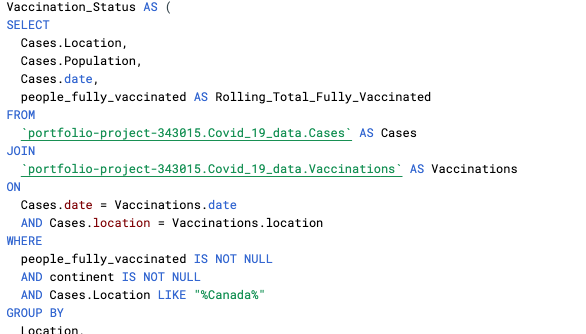 Vaccination_Status AS (
SELECT
Cases.Location,
Cases.Population,
Cases.date,
people_fully_vaccinated AS Rolling_Total_Fully_Vaccinated
FROM
`portfolio-project-343015.Covid_19_data.Cases` AS Cases
JOIN
`portfolio-project-343015.Covid_19_data.Vaccinations` AS Vaccinations
ON
Cases.date = Vaccinations.date
AND Cases.location = Vaccinations.location
WHERE
people_fully_vaccinated IS NOT NULL
AND continent IS NOT NULL
AND Cases.Location LIKE "%Canada%"
GROUP BY
Location,